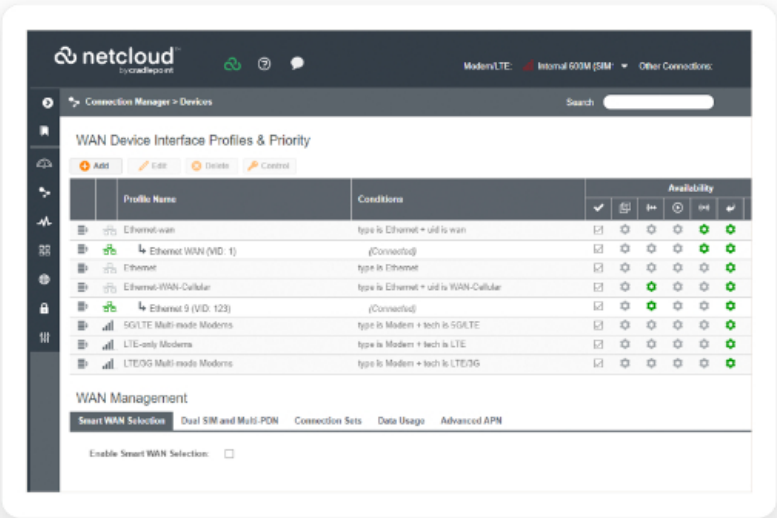 netcloud
by cradlepoint
Modem/LTE: Internal 600M (SIM' Other Connections:
Connection Manager > Devices
Search
WAN Device Interface Profiles & Priority
Add Edit Delete Control
Availability
Profile Name Conditions
Ethernet-wan type is Ethernet + uid is wan
Ethernet WAN (VID: 1) (Connected)
Ethernet type is Ethernet
Ethernet-WAN-Cellular type is Ethernet + uid is WAN-Cellular
Ethernet 9 (VID: 123) (Connected)
5G/LTE Multi-mode Modems type is Modem + tech is 5G/LTE
LTE-only Modems type is Modem + tech is LTE
LTE/3G Multi-mode Modems type is Modem + tech is LTE/3G
WAN Management
Smart WAN Selection Dual SIM and Multi-PDN Connection Sets Data Usage Advanced APN
Enable Smart WAN Selection: